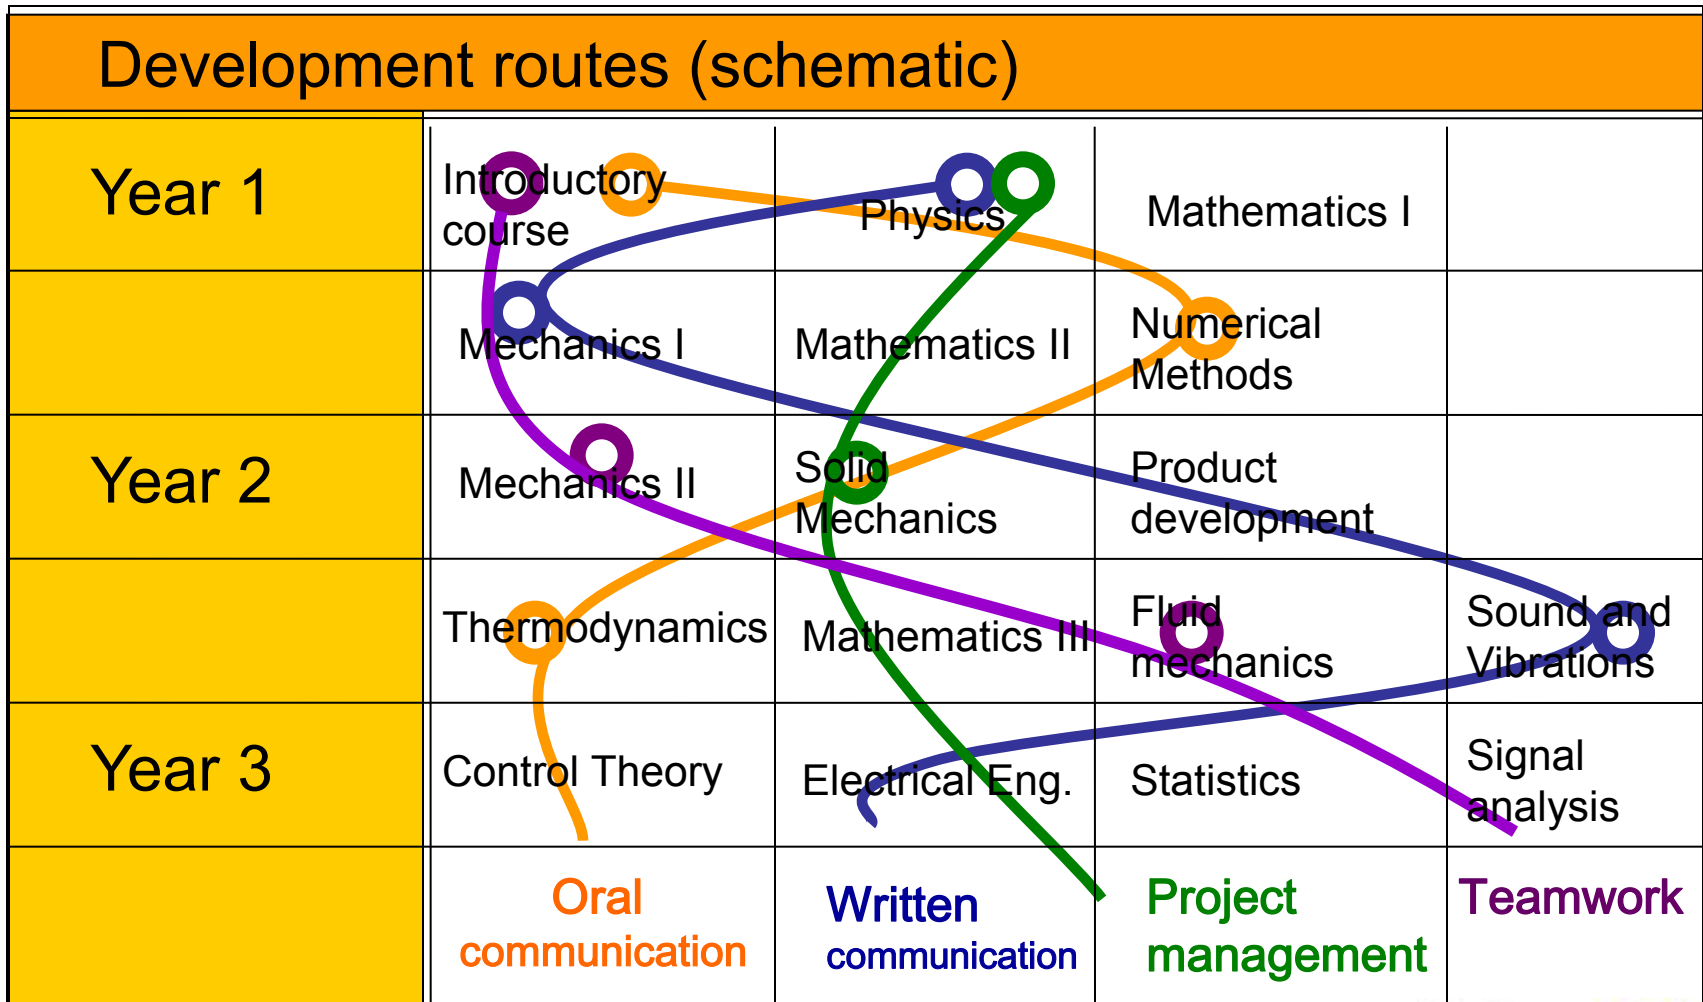 Development routes (schematic)
Year 1
Introductory
course
Physics
Mathematics I
Mechanics I
Mathematics II
Numerical
Methods
Year 2
Mechanics II
Solid
Mechanics
Product
development
Thermodynamics
Mathematics III
Fluid
mechanics
Sound and
Vibrations
Year 3
Control Theory
Electrical Eng.
Statistics
Signal
analysis
Oral
communication
Written
communication
Project
management
Teamwork